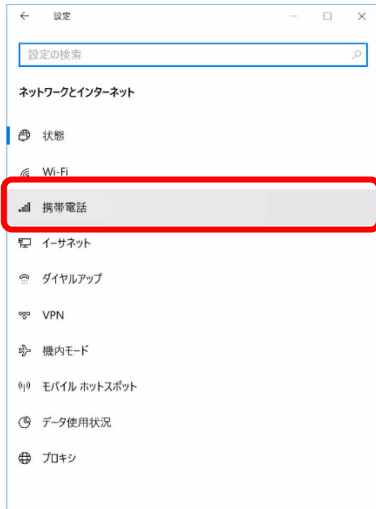 設定
設定の検索
ネットワークとインターネット
状態
Wi-Fi
携帯電話
イーサネット
ダイヤルアップ
VPN
機内モード
モバイル ホットスポット
データ使用状況
プロキシ